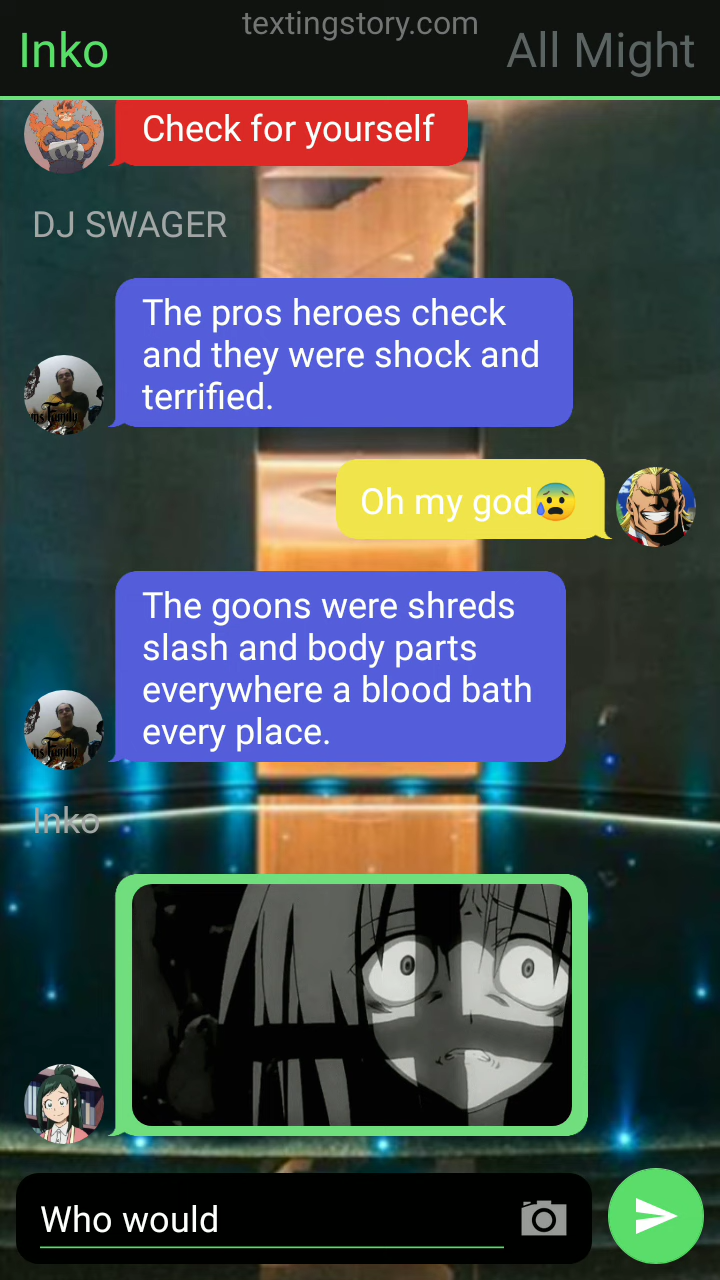 textingstory.com
Inko
All Might
Check for yourself
DJ SWAGER
The pros heroes check
and they were shock and
terrified.
Oh my god😰
The goons were shreds
slash and body parts
everywhere a blood bath
every place.
Inko
Who would